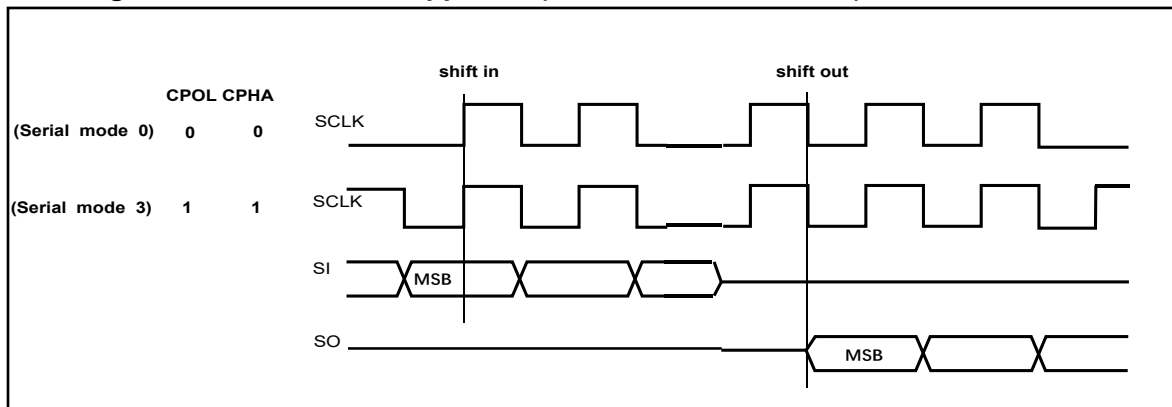 shift in shift out
CPOL CPHA
(Serial mode 0) 0 0 SCLK
(Serial mode 3) 1 1 SCLK
SI MSB
SO MSB